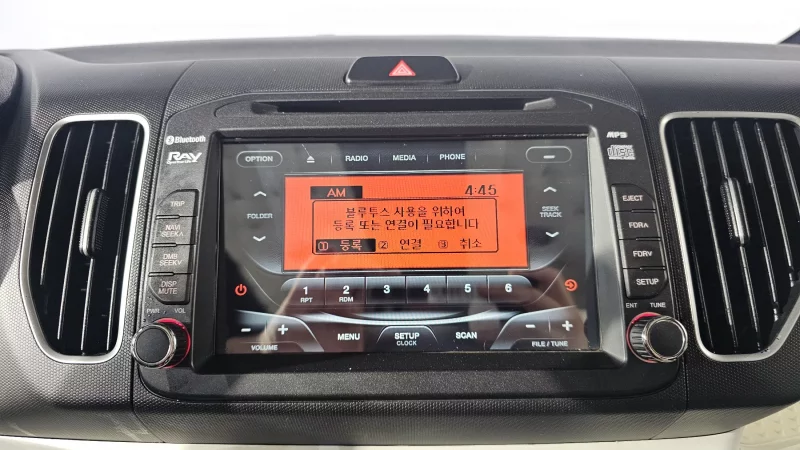 Bluetooth
RAY
TRIP
NAVI
SEEK∧
DMB
SEEK∨
DISP
MUTE
PWR
VOL
OPTION
RADIO
MEDIA
PHONE
FOLDER
AM
4:45
블루투스 사용을 위하여
등록 또는 연결이 필요합니다
① 등록 ② 연결 ③ 취소
SEEK
TRACK
1 2 3 4 5 6
RPT RDM
- +
VOLUME
MENU
SETUP
CLOCK
SCAN
- +
FILE / TUNE
MP3
disc
EJECT
FDR∧
FDR∨
SETUP
ENT TUNE